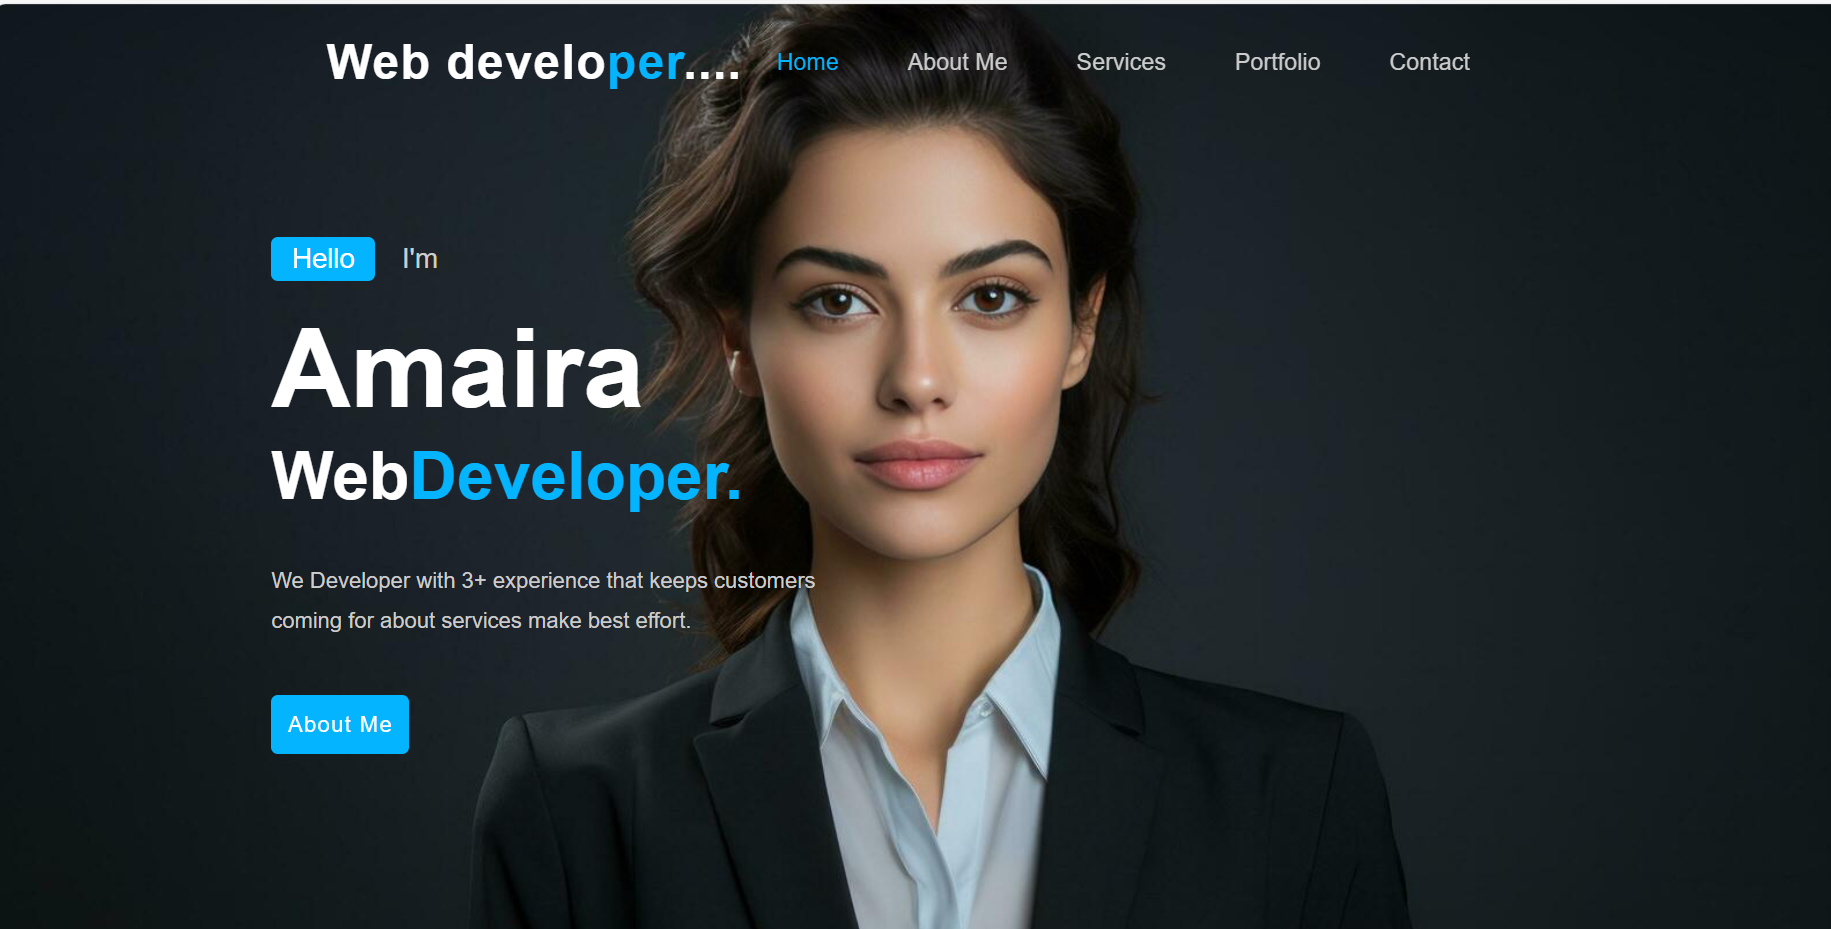 Web developer.... Home About Me Services Portfolio Contact
Hello I'm
Amaira
WebDeveloper.
We Developer with 3+ experience that keeps customers
coming for about services make best effort.
About Me